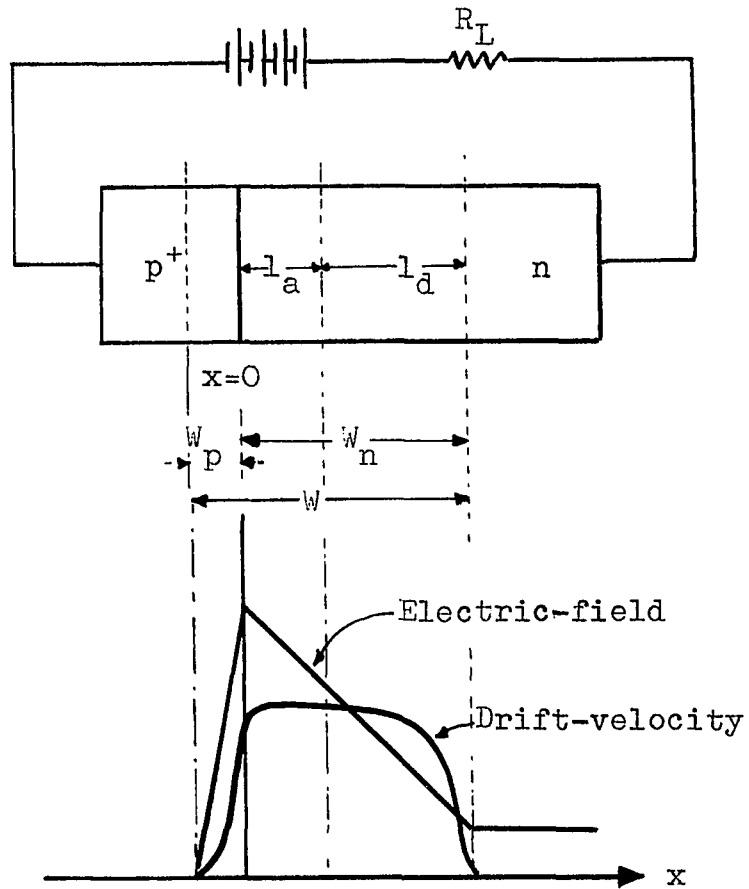 R_L
p⁺ l_a l_d n
x=0
W_p W_n
W
Electric-field
Drift-velocity
x